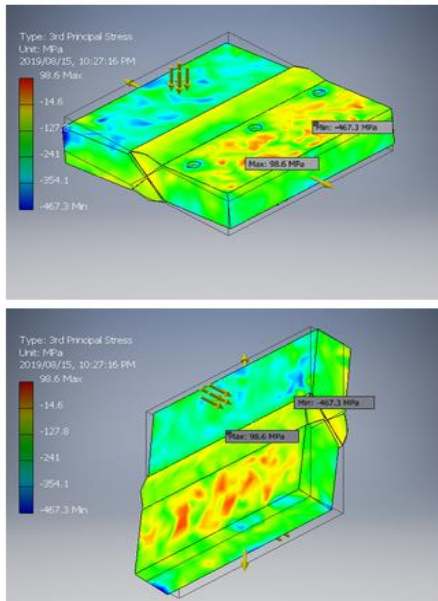 Type: 3rd Principal Stress
Unit: MPa
2019/08/15, 10:27:16 PM
98.6 Max
-14.6
-127.8
-241
-354.1
-467.3 Min
Min: -467.3 MPa
Max: 98.6 MPa
Type: 3rd Principal Stress
Unit: MPa
2019/08/15, 10:27:16 PM
98.6 Max
-14.6
-127.8
-241
-354.1
-467.3 Min
Min: -467.3 MPa
Max: 98.6 MPa